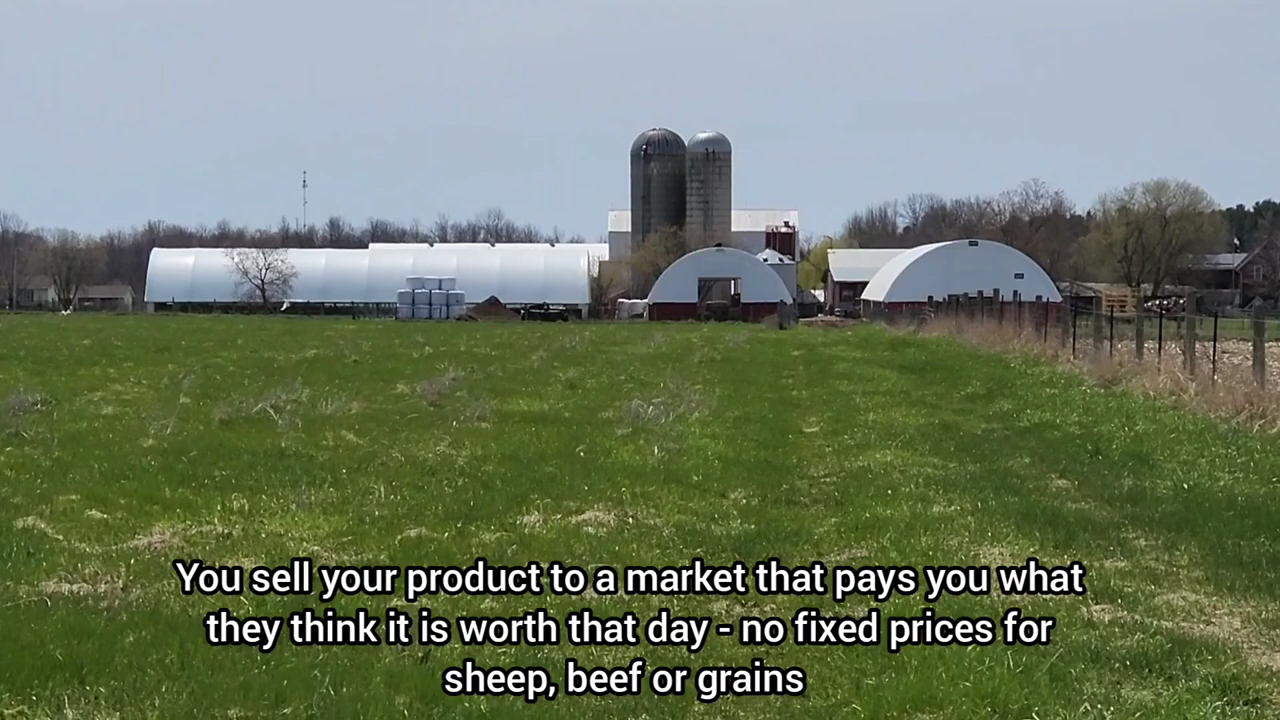 You sell your product to a market that pays you what
they think it is worth that day - no fixed prices for
sheep, beef or grains